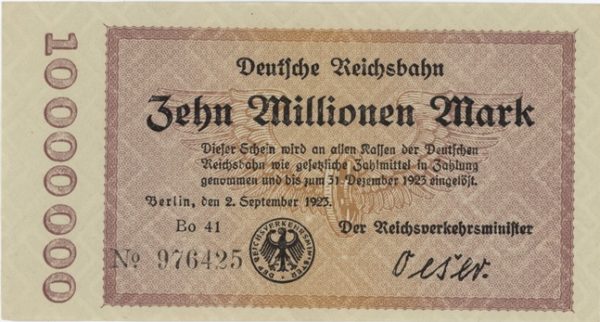 10000000
Deutsche Reichsbahn
Zehn Millionen Mark
Dieser Schein wird an allen Kassen der Deutschen
Reichsbahn wie gesetzliche Zahlmittel in Zahlung
genommen und bis zum 31. Dezember 1923 eingelöst.
Berlin, den 2. September 1923.
Bo 41
Der Reichsverkehrsminister
No 976425
DER REICHSVERKEHRSMINISTER
Oeser.